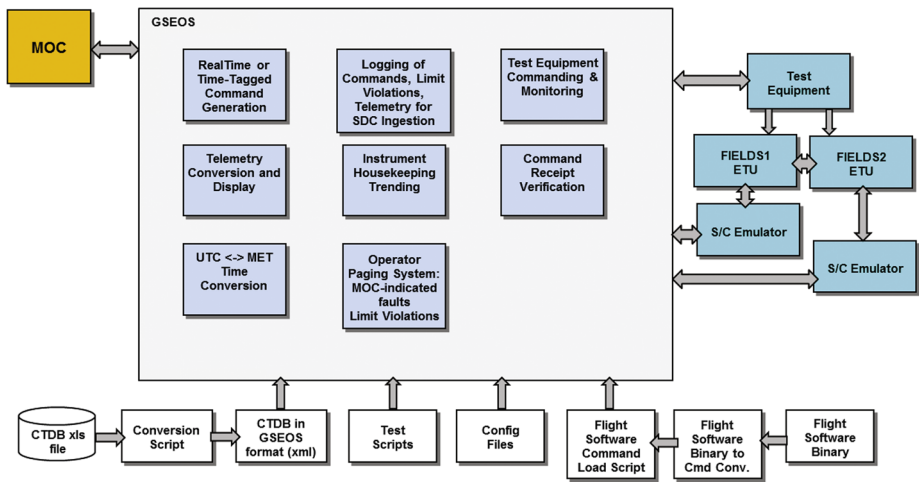 GSEOS
MOC
RealTime or
Time-Tagged
Command
Generation
Logging of
Commands, Limit
Violations,
Telemetry for
SDC Ingestion
Test Equipment
Commanding &
Monitoring
Telemetry
Conversion and
Display
Instrument
Housekeeping
Trending
Command
Receipt
Verification
UTC <-> MET
Time
Conversion
Operator
Paging System:
MOC-indicated
faults
Limit Violations
Test
Equipment
FIELDS1
ETU
FIELDS2
ETU
S/C Emulator
S/C Emulator
CTDB xls
file
Conversion
Script
CTDB in
GSEOS
format (xml)
Test
Scripts
Config
Files
Flight
Software
Command
Load Script
Flight
Software
Binary to
Cmd Conv.
Flight
Software
Binary